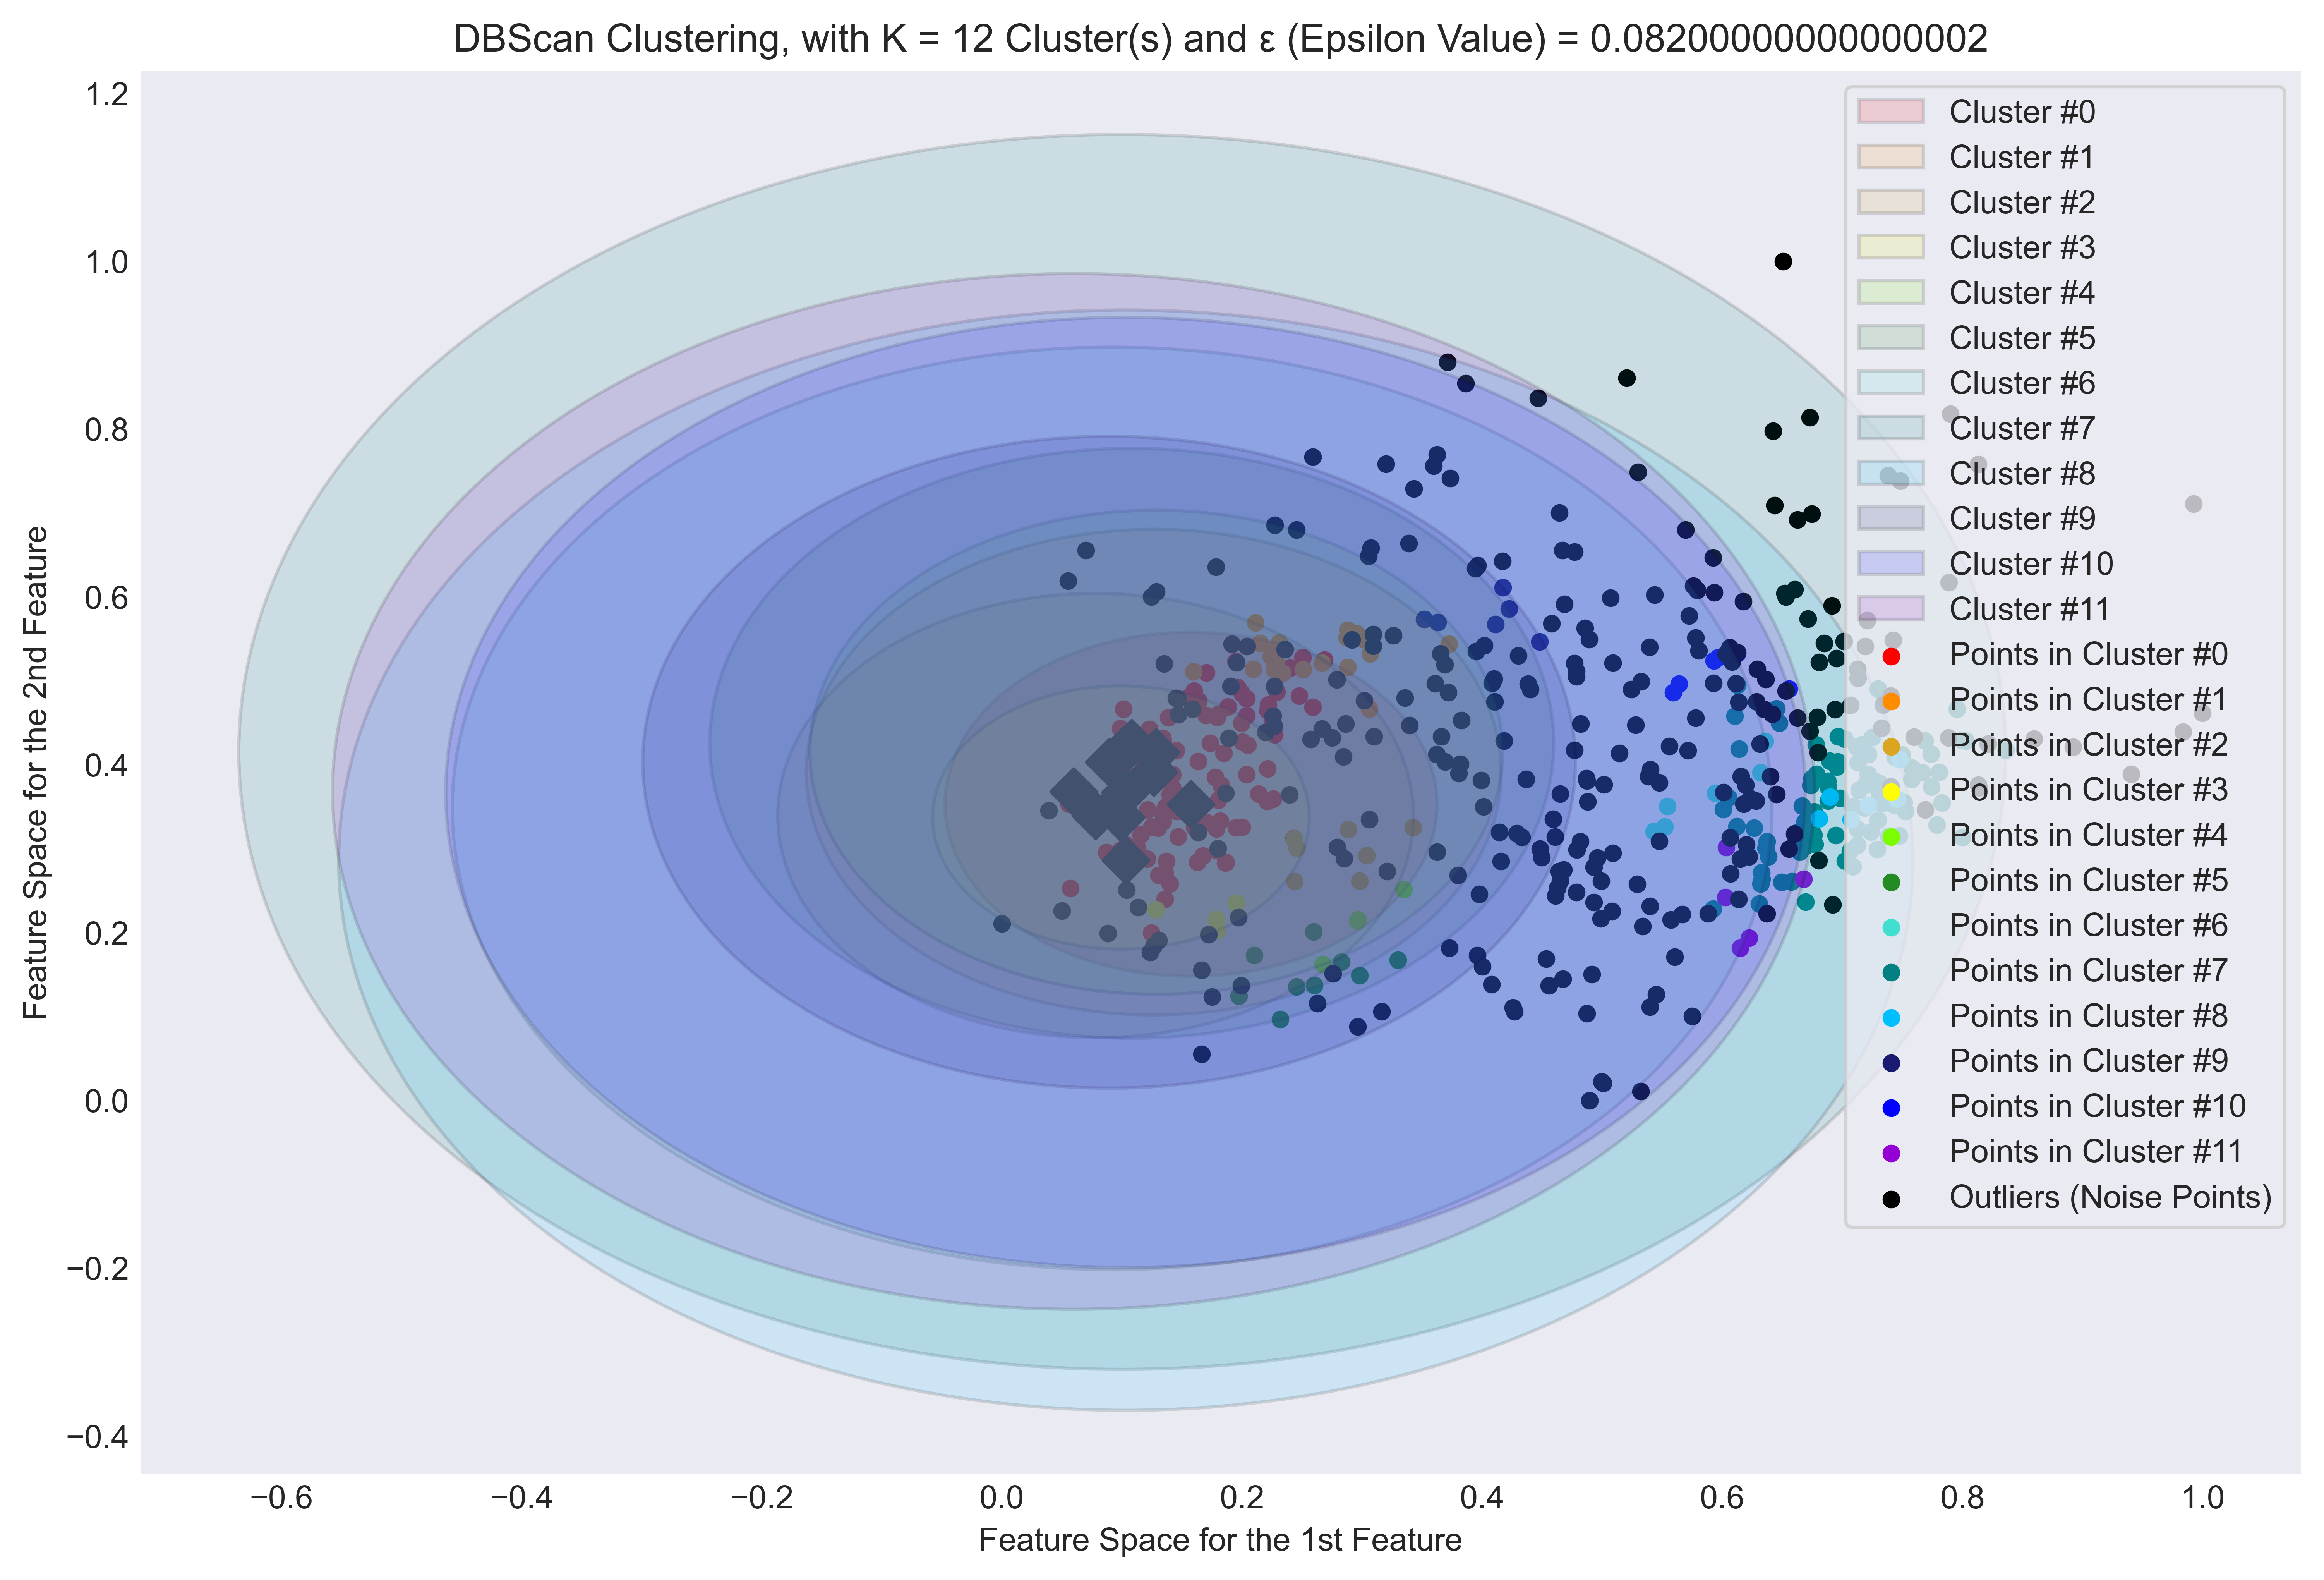 DBScan Clustering, with K = 12 Cluster(s) and ε (Epsilon Value) = 0.08200000000000002
1.2
1.0
0.8
0.6
0.4
0.2
0.0
−0.2
−0.4
Feature Space for the 2nd Feature
Cluster #0
Cluster #1
Cluster #2
Cluster #3
Cluster #4
Cluster #5
Cluster #6
Cluster #7
Cluster #8
Cluster #9
Cluster #10
Cluster #11
Points in Cluster #0
Points in Cluster #1
Points in Cluster #2
Points in Cluster #3
Points in Cluster #4
Points in Cluster #5
Points in Cluster #6
Points in Cluster #7
Points in Cluster #8
Points in Cluster #9
Points in Cluster #10
Points in Cluster #11
Outliers (Noise Points)
−0.6 −0.4 −0.2 0.0 0.2 0.4 0.6 0.8 1.0
Feature Space for the 1st Feature